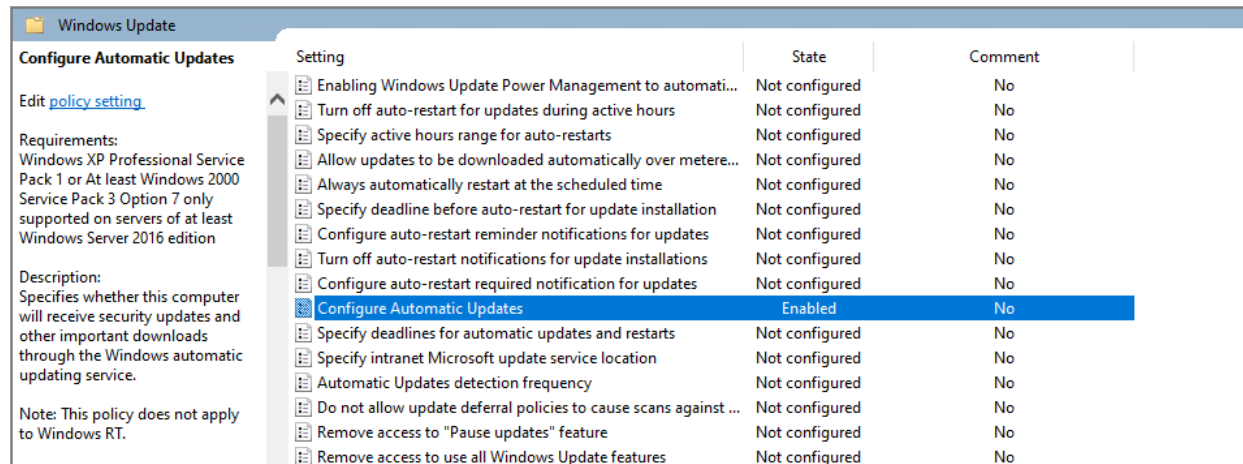 Windows Update
Configure Automatic Updates
Edit policy setting
Requirements:
Windows XP Professional Service
Pack 1 or At least Windows 2000
Service Pack 3 Option 7 only
supported on servers of at least
Windows Server 2016 edition
Description:
Specifies whether this computer
will receive security updates and
other important downloads
through the Windows automatic
updating service.
Note: This policy does not apply
to Windows RT.
Setting State Comment
Enabling Windows Update Power Management to automati... Not configured No
Turn off auto-restart for updates during active hours Not configured No
Specify active hours range for auto-restarts Not configured No
Allow updates to be downloaded automatically over metere... Not configured No
Always automatically restart at the scheduled time Not configured No
Specify deadline before auto-restart for update installation Not configured No
Configure auto-restart reminder notifications for updates Not configured No
Turn off auto-restart notifications for update installations Not configured No
Configure auto-restart required notification for updates Not configured No
Configure Automatic Updates Enabled No
Specify deadlines for automatic updates and restarts Not configured No
Specify intranet Microsoft update service location Not configured No
Automatic Updates detection frequency Not configured No
Do not allow update deferral policies to cause scans against ... Not configured No
Remove access to "Pause updates" feature Not configured No
Remove access to use all Windows Update features Not configured No